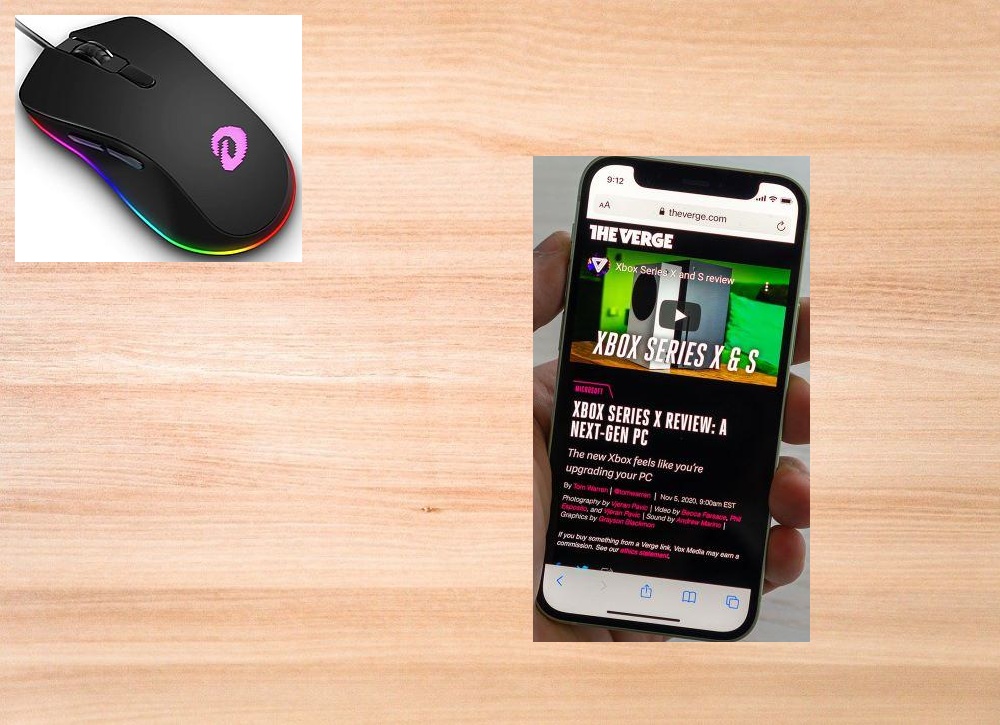 9:12
AA
theverge.com
THE VERGE
Xbox Series X and S review
XBOX SERIES X & S
MICROSOFT
XBOX SERIES X REVIEW: A
NEXT-GEN PC
The new Xbox feels like you're
upgrading your PC
By Tom Warren | @tomwarren | Nov 5, 2020, 9:00am EST
Photography by Vjeran Pavic | Video by Becca Farsace, Phil
Esposito, and Vjeran Pavic | Sound by Andrew Marino |
Graphics by Grayson Blackmon
If you buy something from a Verge link, Vox Media may earn a
commission. See our ethics statement.